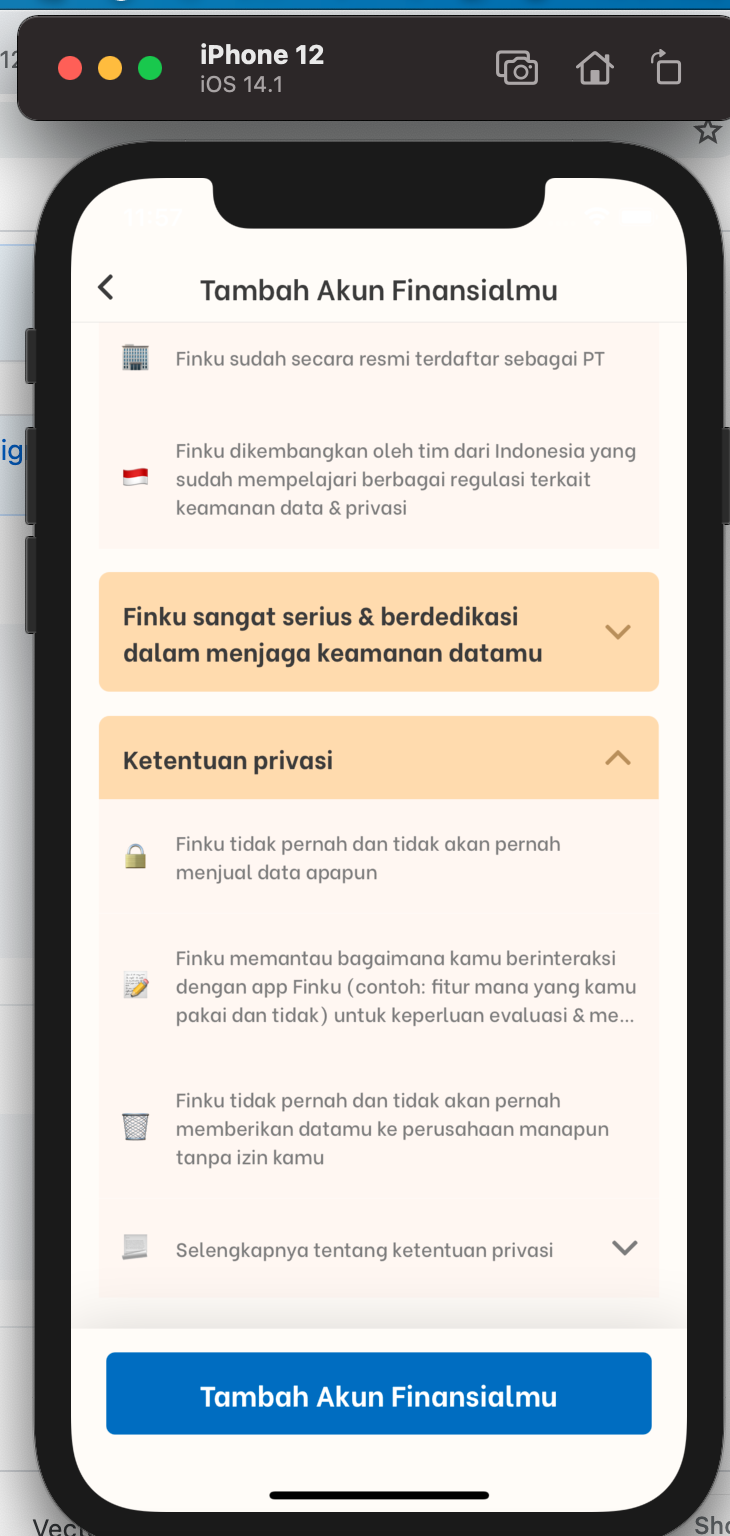 iPhone 12
iOS 14.1
11:57
Tambah Akun Finansialmu
Finku sudah secara resmi terdaftar sebagai PT
Finku dikembangkan oleh tim dari Indonesia yang
sudah mempelajari berbagai regulasi terkait
keamanan data & privasi
Finku sangat serius & berdedikasi
dalam menjaga keamanan datamu
Ketentuan privasi
Finku tidak pernah dan tidak akan pernah
menjual data apapun
Finku memantau bagaimana kamu berinteraksi
dengan app Finku (contoh: fitur mana yang kamu
pakai dan tidak) untuk keperluan evaluasi & me...
Finku tidak pernah dan tidak akan pernah
memberikan datamu ke perusahaan manapun
tanpa izin kamu
Selengkapnya tentang ketentuan privasi
Tambah Akun Finansialmu